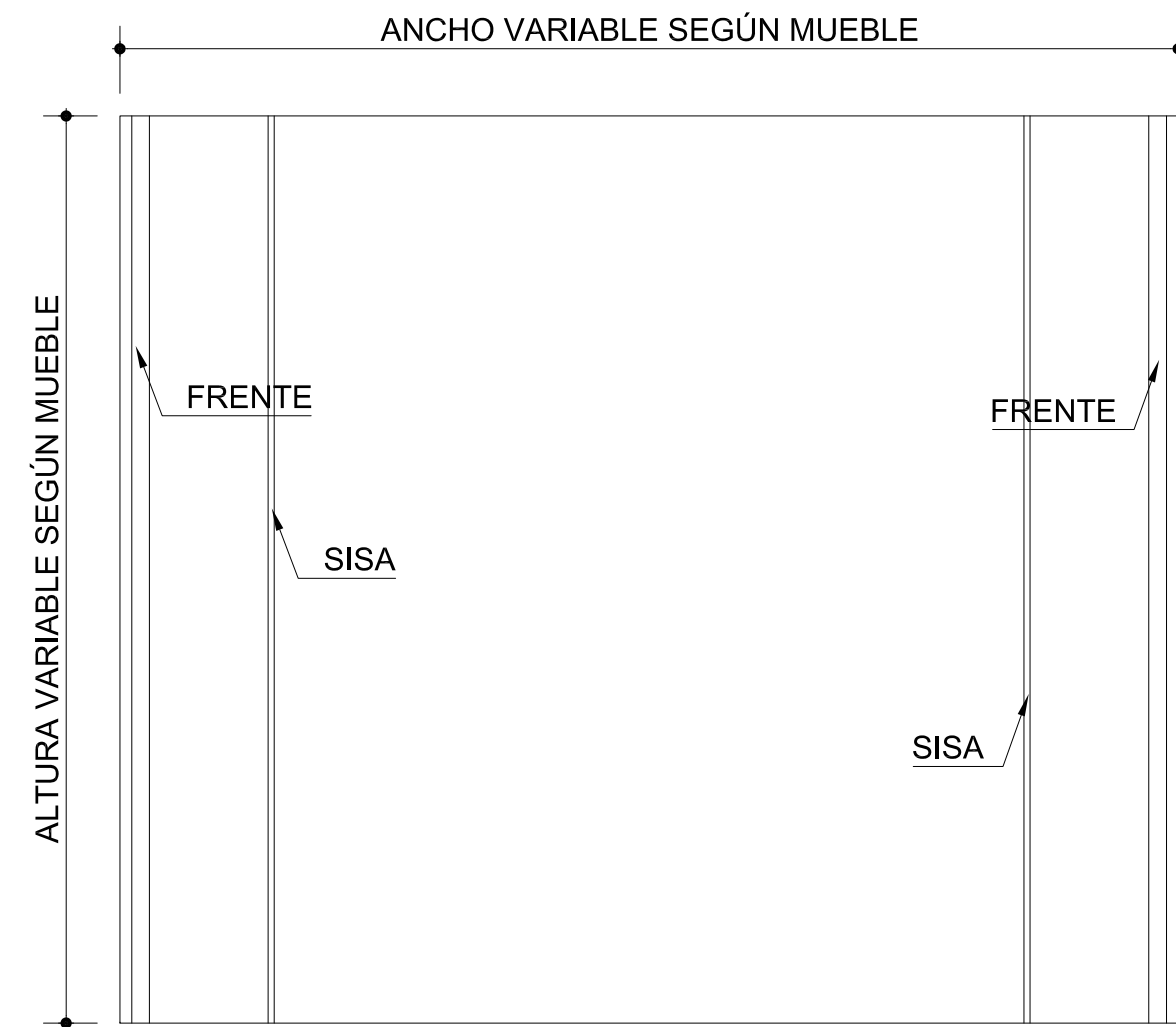 ANCHO VARIABLE SEGÚN MUEBLE
ALTURA VARIABLE SEGÚN MUEBLE
FRENTE
FRENTE
SISA
SISA